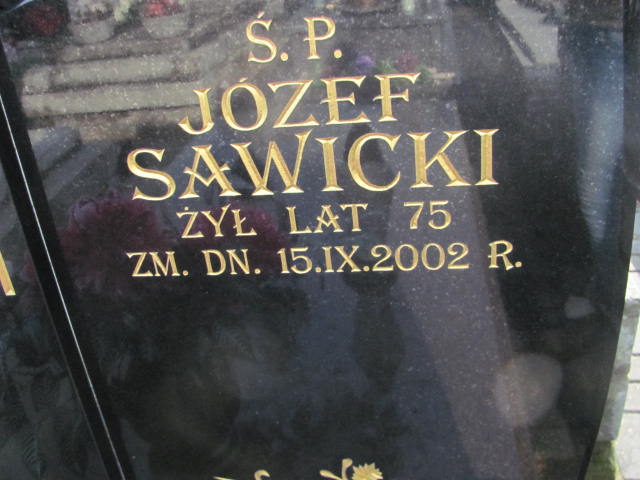 Ś. P.
JÓZEF
SAWICKI
ŻYŁ LAT 75
ZM. DN. 15.IX.2002 R.